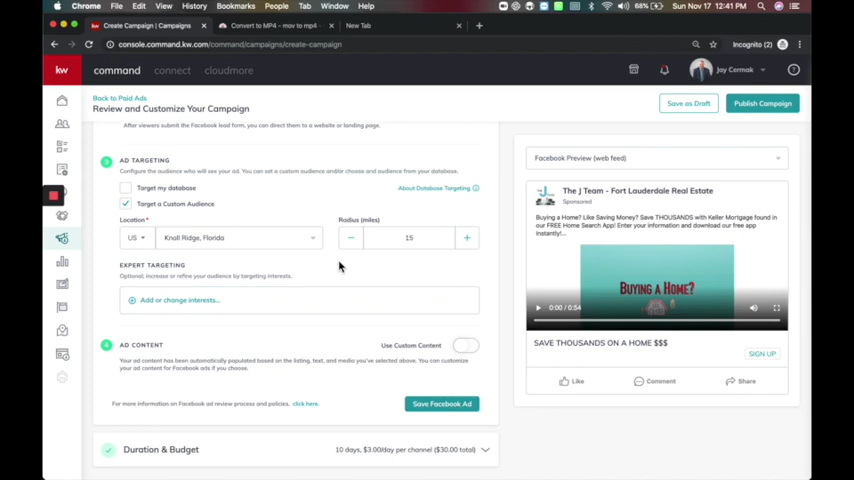 Chrome File Edit View History Bookmarks People Tab Window Help 68% Sun Nov 17 12:41 PM
Create Campaign | Campaigns Convert to MP4 - mov to mp4 - New Tab
console.command.kw.com/command/campaigns/create-campaign Incognito (2)
kw command connect cloudmore Jay Cermak
Back to Paid Ads
Review and Customize Your Campaign
Save as Draft
Publish Campaign
After viewers submit the Facebook lead form, you can direct them to a website or landing page.
3 AD TARGETING
Configure the audience who will see your ad. You can set a custom audience and/or choose and audience from your database.
Target my database
About Database Targeting
Target a Custom Audience
Location* Radius (miles)
US Knoll Ridge, Florida 15
EXPERT TARGETING
Optional; increase or refine your audience by targeting interests.
Add or change interests...
4 AD CONTENT
Use Custom Content
Your ad content has been automatically populated based on the listing, text, and media you've selected above. You can customize
your ad content for Facebook ads if you choose.
For more information on Facebook ad review process and policies, click here.
Save Facebook Ad
Duration & Budget
10 days, $3.00/day per channel ($30.00 total)
Facebook Preview (web feed)
The J Team - Fort Lauderdale Real Estate
Sponsored
Buying a Home? Like Saving Money? Save THOUSANDS with Keller Mortgage found in
our FREE Home Search App! Enter your information and download our free app
instantly!...
BUYING A HOME?
0:00 / 0:54
SAVE THOUSANDS ON A HOME $$$
SIGN UP
Like Comment Share